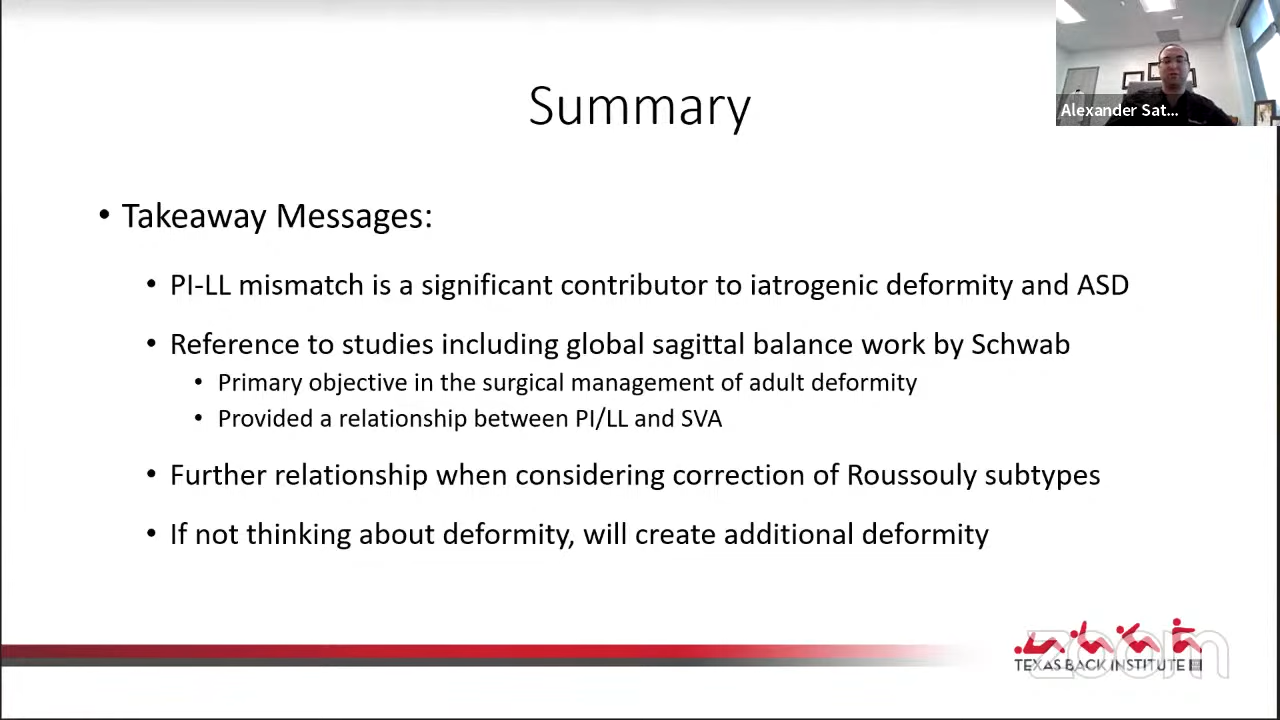 Summary
Alexander Sat...
• Takeaway Messages:
• PI-LL mismatch is a significant contributor to iatrogenic deformity and ASD
• Reference to studies including global sagittal balance work by Schwab
• Primary objective in the surgical management of adult deformity
• Provided a relationship between PI/LL and SVA
• Further relationship when considering correction of Roussouly subtypes
• If not thinking about deformity, will create additional deformity
zoom
TEXAS BACK INSTITUTE